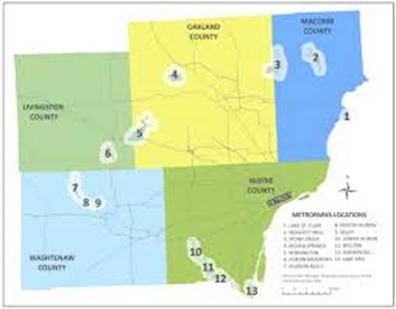 OAKLAND
COUNTY
MACOMB
COUNTY
3
2
4
1
LIVINGSTON
COUNTY
5
6
7
8 9
WAYNE
COUNTY
DETROIT
METROPARKS LOCATIONS
1. LAKE ST. CLAIR
2. WOLCOTT MILL
3. STONY CREEK
4. INDIAN SPRINGS
5. KENSINGTON
6. HURON MEADOWS
7. HUDSON MILLS
8. DEXTER-HURON
9. DELHI
10. LOWER HURON
11. WILLOW
12. OAKWOODS
13. LAKE ERIE
WASHTENAW
COUNTY
10
11
12
13